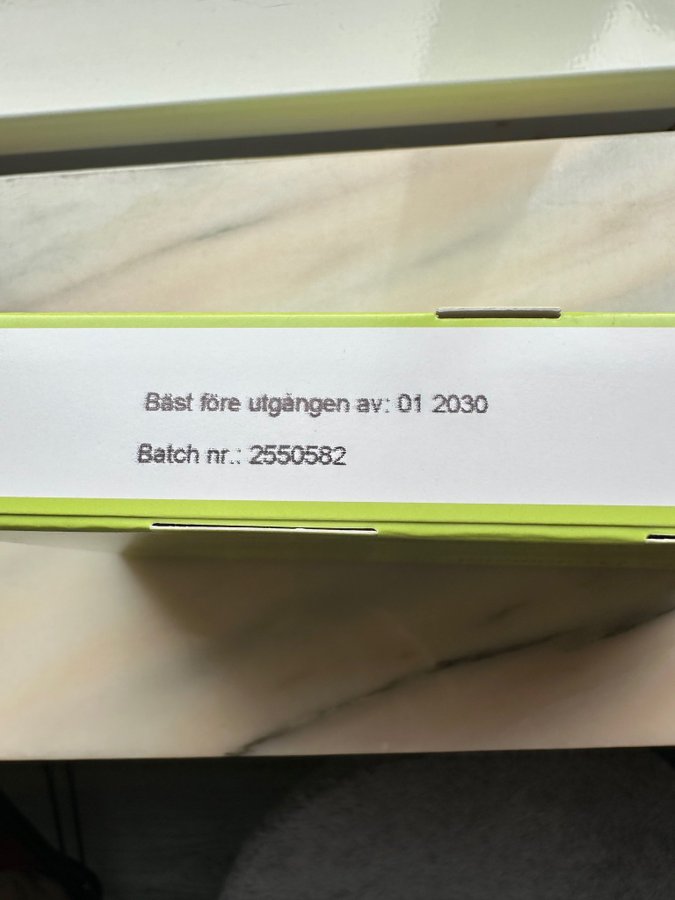 Bäst före utgången av: 01 2030
Batch nr.: 2550582